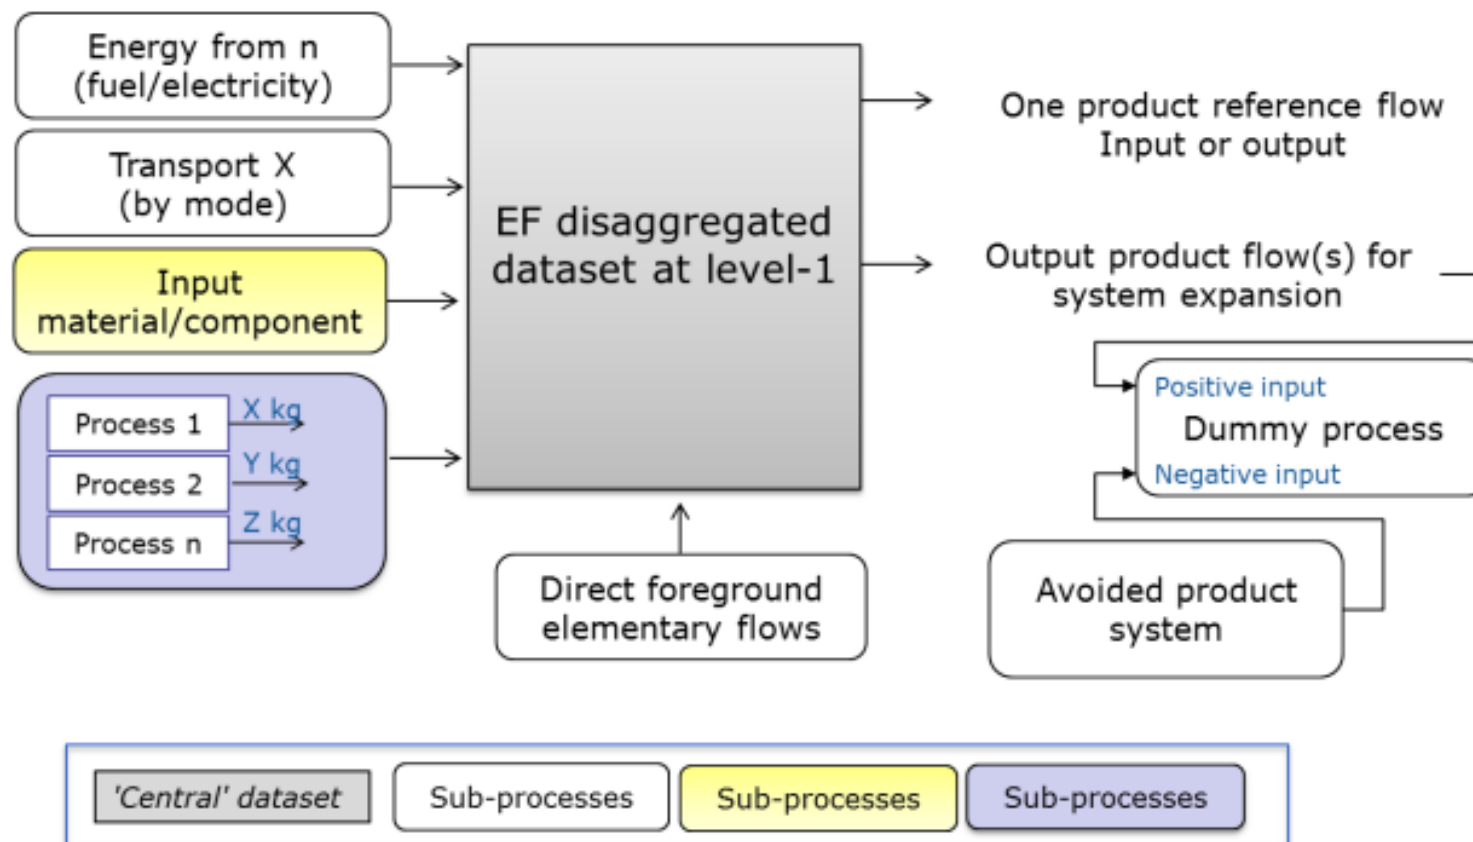 Energy from n
(fuel/electricity)
Transport X
(by mode)
Input
material/component
Process 1
X kg
Process 2
Y kg
Process n
Z kg
EF disaggregated
dataset at level-1
Direct foreground
elementary flows
One product reference flow
Input or output
Output product flow(s) for
system expansion
Positive input
Dummy process
Negative input
Avoided product
system
'Central' dataset
Sub-processes
Sub-processes
Sub-processes